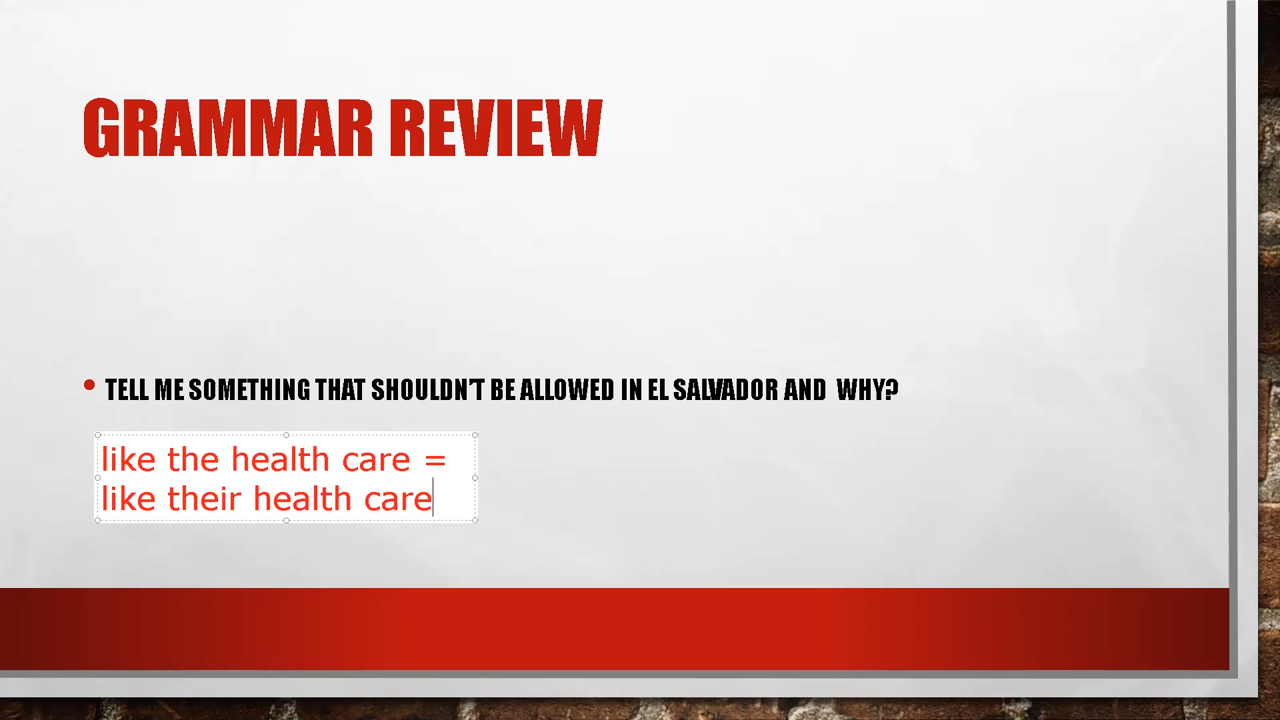 GRAMMAR REVIEW
• TELL ME SOMETHING THAT SHOULDN'T BE ALLOWED IN EL SALVADOR AND WHY?
like the health care =
like their health care